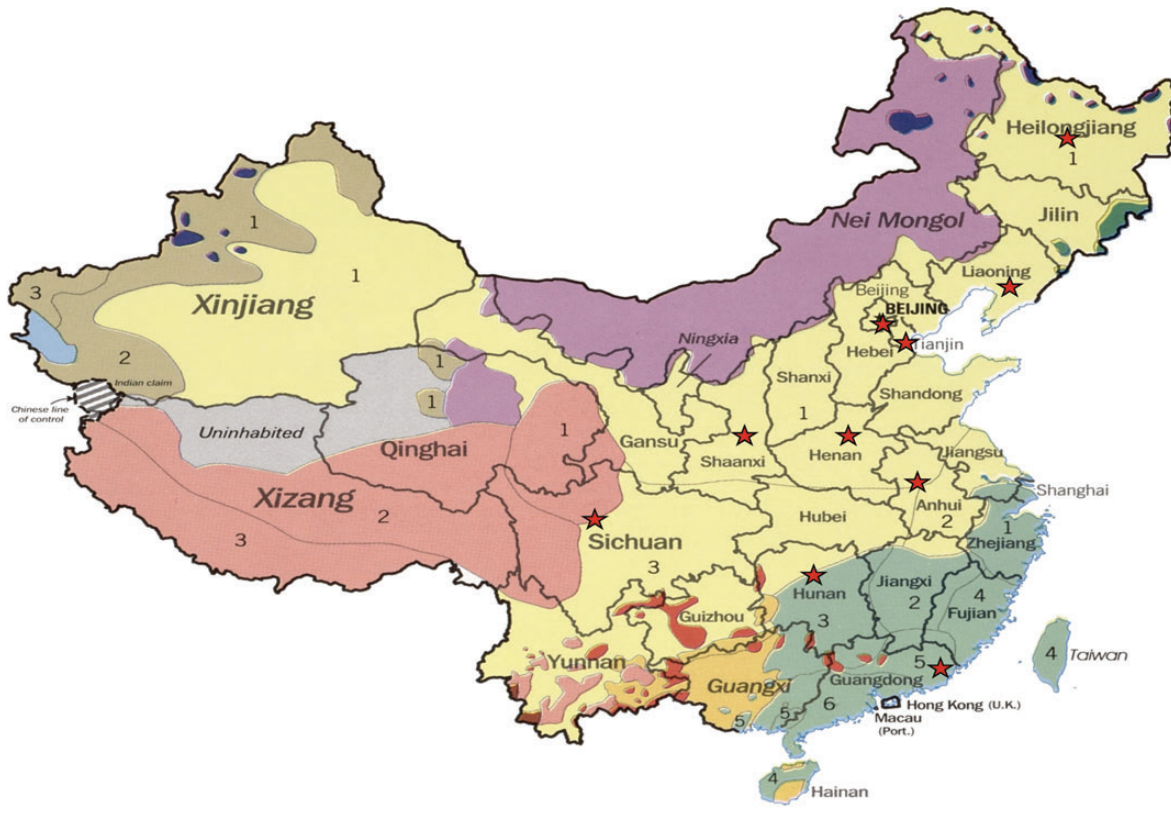 Heilongjiang
1
Jilin
Nei Mongol
Liaoning
Beijing
BEIJING
Tianjin
Hebei
1
1
3
Xinjiang
2
Indian claim
Chinese line
of control
Ningxia
Shanxi
1
Shandong
1
1
Uninhabited
Qinghai
1
Gansu
Shaanxi
Henan
Jiangsu
Xizang
2
3
Shanghai
Anhui
2
Hubei
1
Zhejiang
Sichuan
3
Jiangxi
2
4
Fujian
Hunan
3
Guizhou
Yunnan
4
Taiwan
Guangxi
5
Guangdong
5
5
6
Hong Kong (U.K.)
Macau
(Port.)
4
Hainan